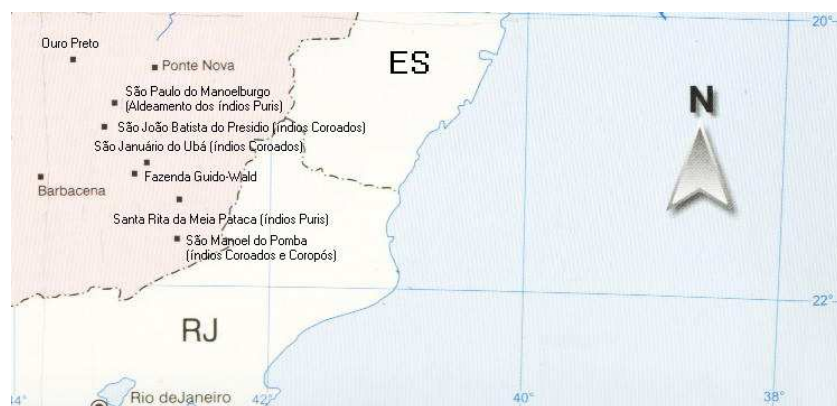 20°
Ouro Preto
ES
Ponte Nova
N
São Paulo do Manoelburgo
(Aldeamento dos índios Puris)
São João Batista do Presidio (índios Coroados)
São Januário do Ubá (índios Coroados)
Fazenda Guido-Wald
Barbacena
Santa Rita da Meia Pataca (índios Puris)
São Manoel do Pomba
(índios Coroados e Coropós)
22°
RJ
Rio deJaneiro
44°
42°
40°
38°